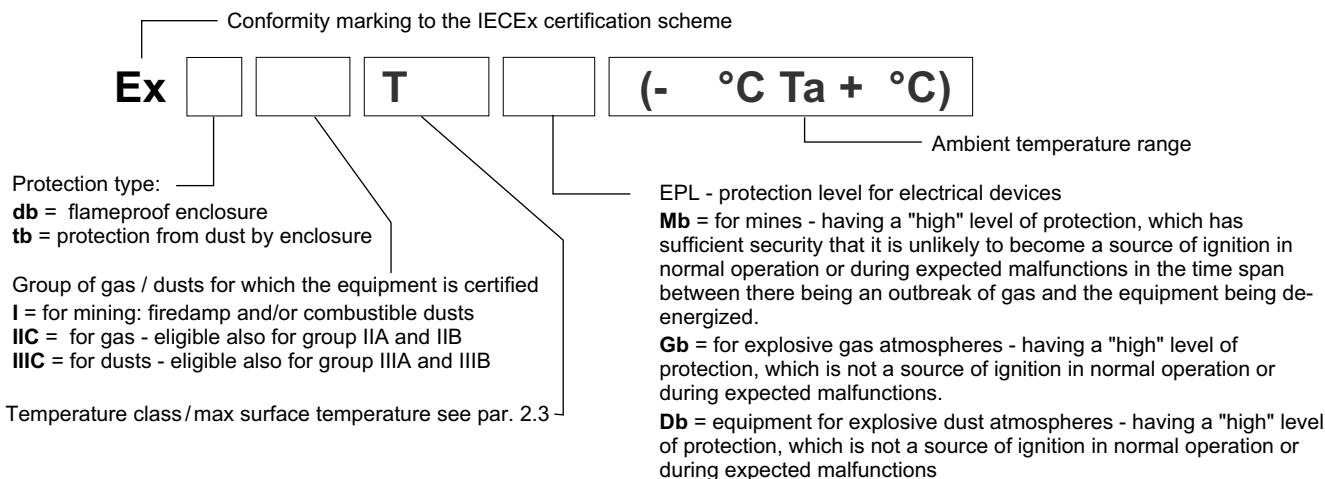 Conformity marking to the IECEx certification scheme
Ex T (- °C Ta + °C)
Ambient temperature range
Protection type:
db = flameproof enclosure
tb = protection from dust by enclosure
Group of gas / dusts for which the equipment is certified
I = for mining: firedamp and/or combustible dusts
IIC = for gas - eligible also for group IIA and IIB
IIIC = for dusts - eligible also for group IIIA and IIIB
Temperature class/max surface temperature see par. 2.3
EPL - protection level for electrical devices
Mb = for mines - having a "high" level of protection, which has
sufficient security that it is unlikely to become a source of ignition in
normal operation or during expected malfunctions in the time span
between there being an outbreak of gas and the equipment being de-
energized.
Gb = for explosive gas atmospheres - having a "high" level of
protection, which is not a source of ignition in normal operation or
during expected malfunctions.
Db = equipment for explosive dust atmospheres - having a "high" level
of protection, which is not a source of ignition in normal operation or
during expected malfunctions